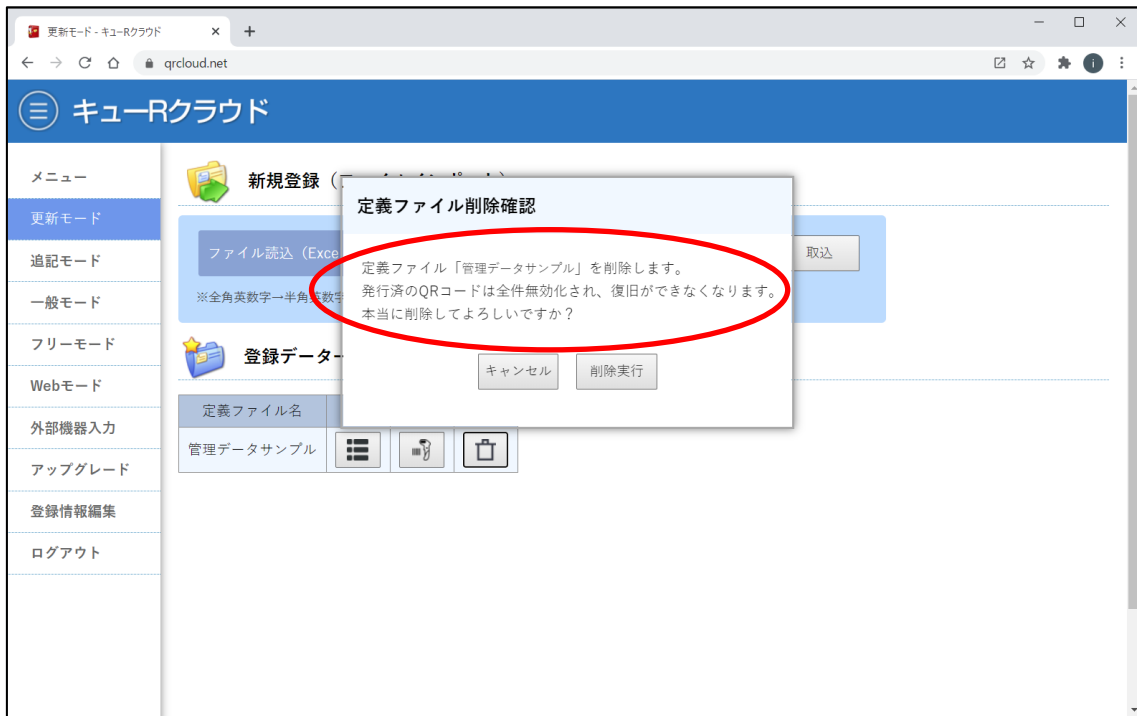 更新モード - キューRクラウド
qrcloud.net
i
キューRクラウド
メニュー
更新モード
追記モード
一般モード
フリーモード
Webモード
外部機器入力
アップグレード
登録情報編集
ログアウト
新規登録（
ファイル読込（Exce
取込
※全角英数字→半角英数字
定義ファイル削除確認
定義ファイル「管理データサンプル」を削除します。
発行済のQRコードは全件無効化され、復旧ができなくなります。
本当に削除してよろしいですか？
キャンセル
削除実行
登録データ
定義ファイル名
管理データサンプル